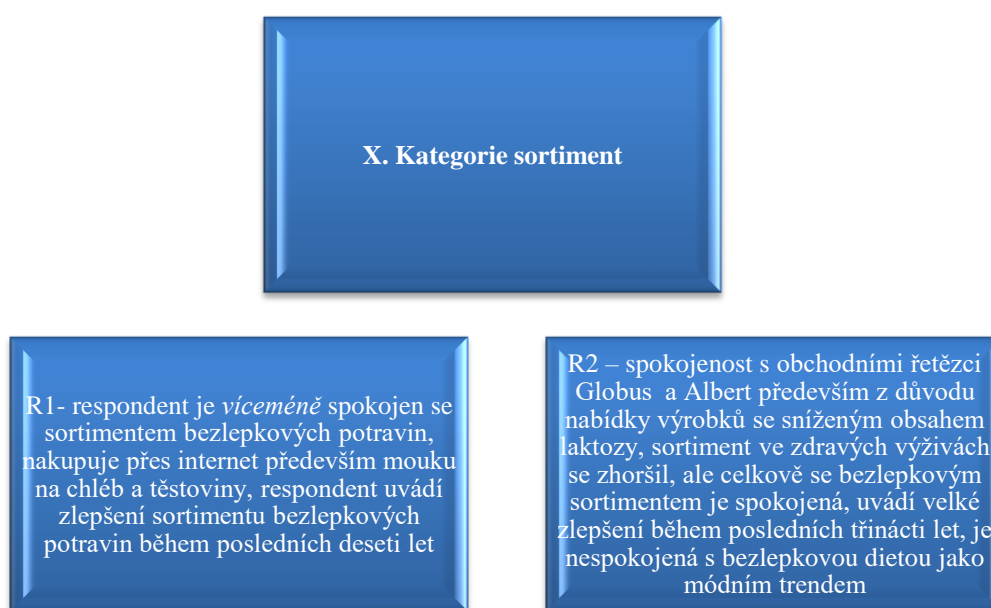 X. Kategorie sortiment
R1- respondent je víceméně spokojen se
sortimentem bezlepkových potravin,
nakupuje přes internet především mouku
na chléb a těstoviny, respondent uvádí
zlepšení sortimentu bezlepkových
potravin během posledních deseti let
R2 – spokojenost s obchodními řetězci
Globus a Albert především z důvodu
nabídky výrobků se sníženým obsahem
laktozy, sortiment ve zdravých výživách
se zhoršil, ale celkově se bezlepkovým
sortimentem je spokojená, uvádí velké
zlepšení během posledních třinácti let, je
nespokojená s bezlepkovou dietou jako
módním trendem